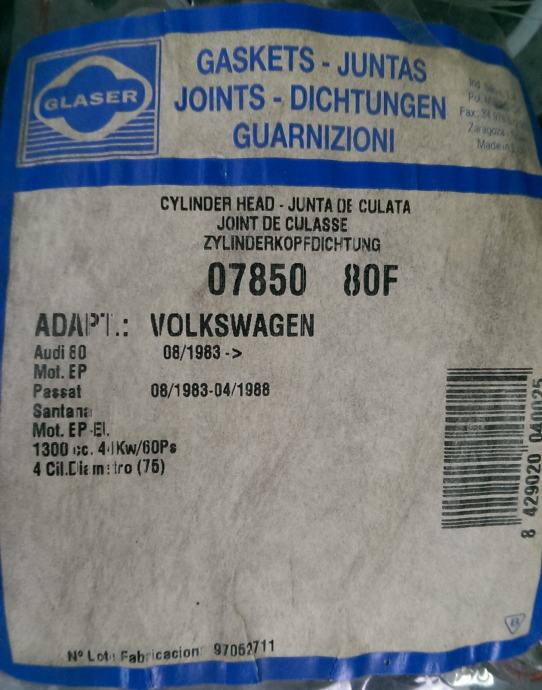 GLASER
GASKETS - JUNTAS
JOINTS - DICHTUNGEN
GUARNIZIONI
Zaragoza
Made in
CYLINDER HEAD - JUNTA DE CULATA
JOINT DE CULASSE
ZYLINDERKOPFDICHTUNG
07850 80F
ADAPT.: VOLKSWAGEN
Audi 80 08/1983 ->
Mot. EP
Passat 08/1983-04/1988
Santana
Mot. EP-EL.
1300 cc. 44Kw/60Ps
4 Cil.Diametro (75)
8 429020 040025
Nº Lote Fabricacion: 97052711